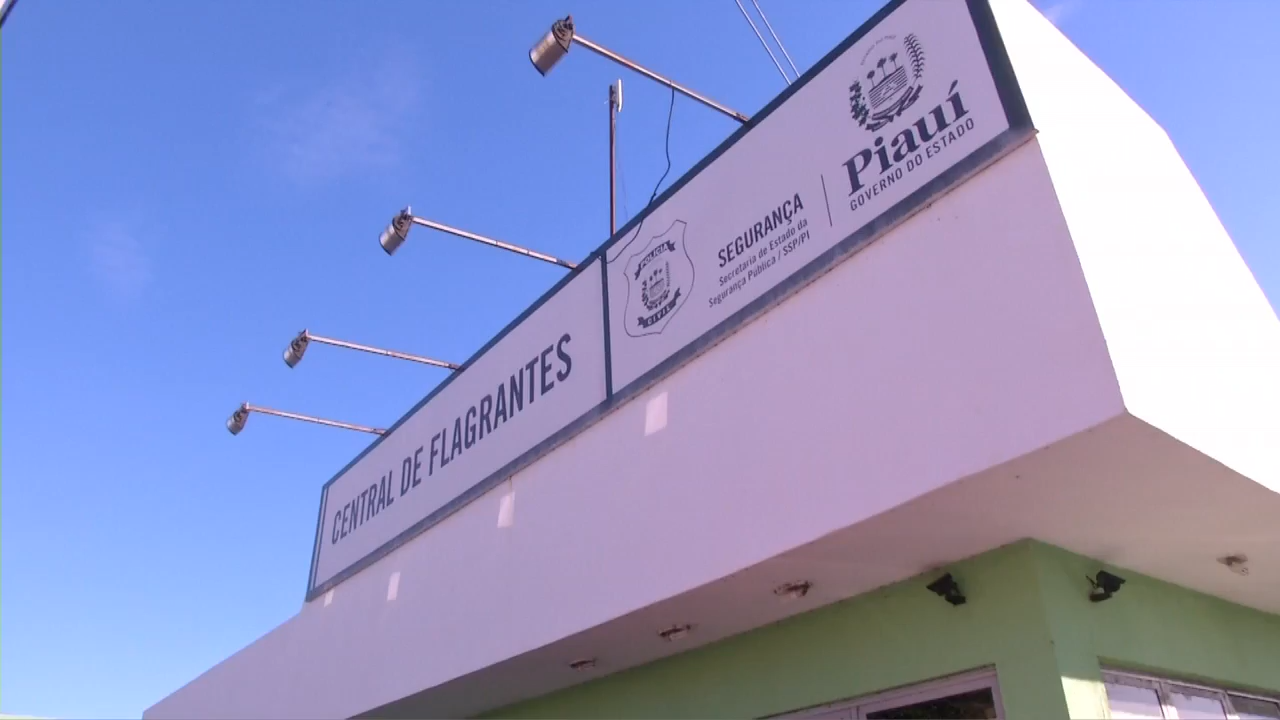 CENTRAL DE FLAGRANTES
POLÍCIA
CIVIL
SEGURANÇA
Secretaria de Estado da
Segurança Pública / SSP/PI
Piauí
GOVERNO DO ESTADO